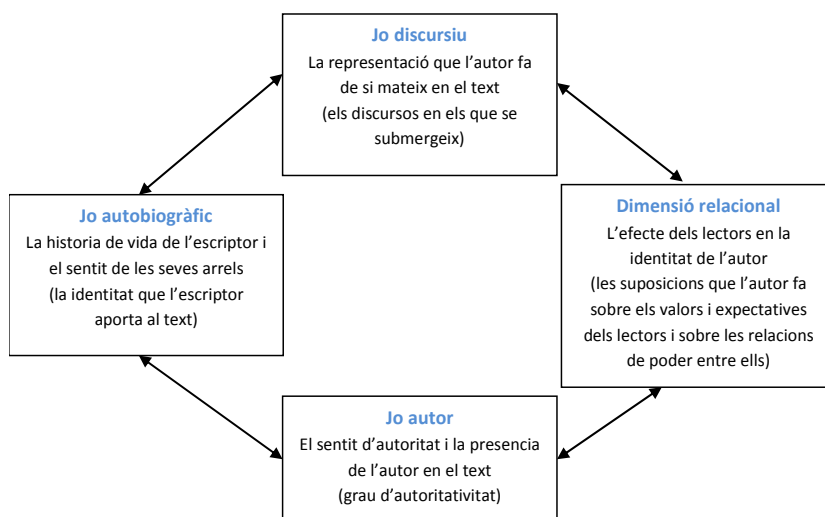 Jo discursiu
La representació que l'autor fa
de si mateix en el text
(els discursos en els que se
submergeix)
Jo autobiogràfic
La historia de vida de l'escriptor i
el sentit de les seves arrels
(la identitat que l'escriptor
aporta al text)
Dimensió relacional
L'efecte dels lectors en la
identitat de l'autor
(les suposicions que l'autor fa
sobre els valors i expectatives
dels lectors i sobre les relacions
de poder entre ells)
Jo autor
El sentit d'autoritat i la presencia
de l'autor en el text
(grau d'autoritativitat)